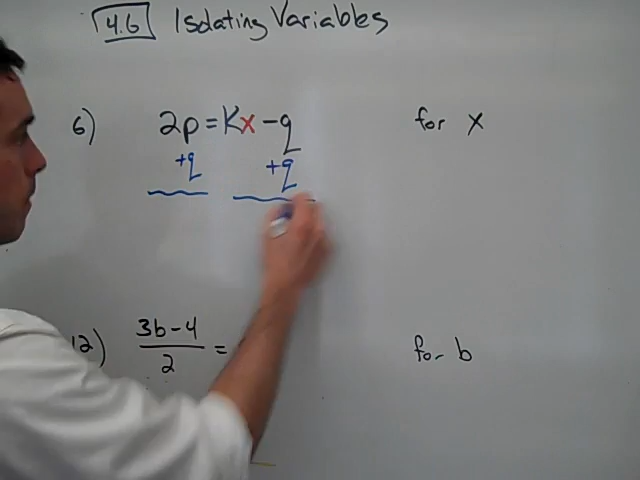 4.6 Isolating Variables
6) 2p = Kx - q for x
+q +q
12) 3b - 4 / 2 = for b